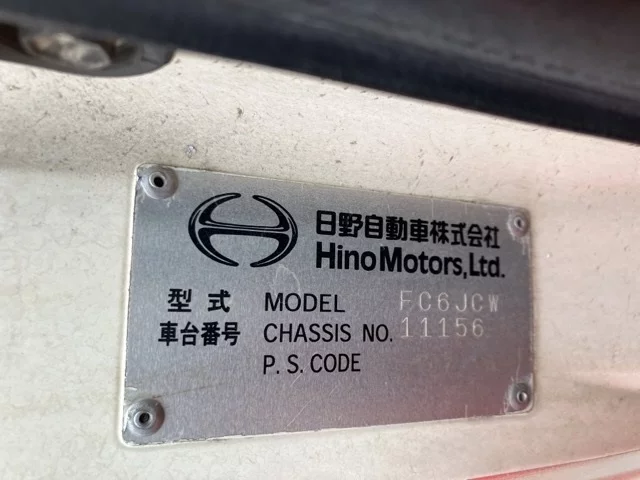 日野自動車株式会社
Hino Motors, Ltd.
型式 MODEL FC6JCW
車台番号 CHASSIS NO. 11156
P.S.CODE